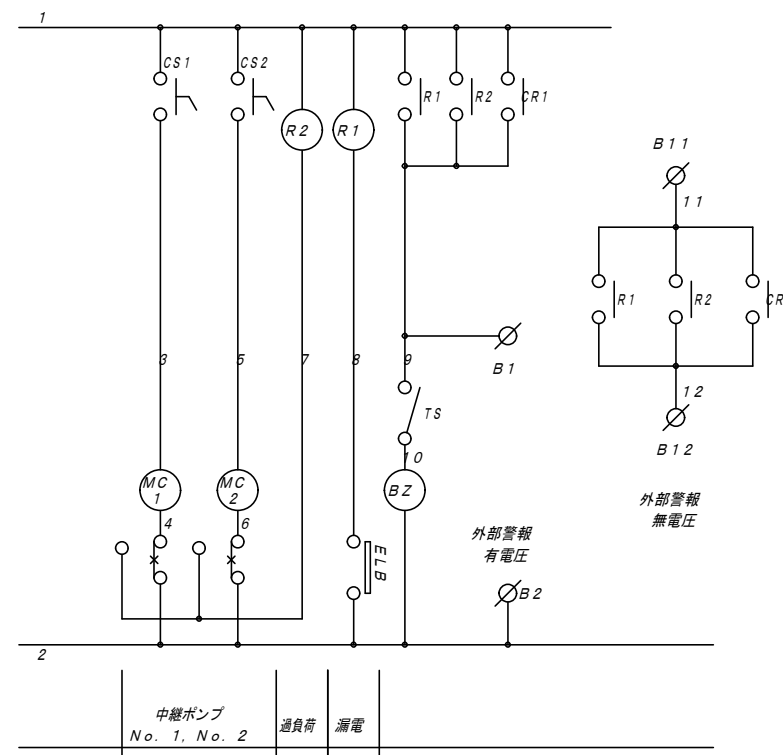 1
CS1
CS2
R2
R1
R1
R2
CR1
B11
11
R1
R2
CR
3
5
7
8
9
B1
TS
10
12
B12
MC
1
MC
2
BZ
4
6
ELB
外部警報
有電圧
外部警報
無電圧
B2
2
中継ポンプ
No. 1, No. 2
過負荷
漏電